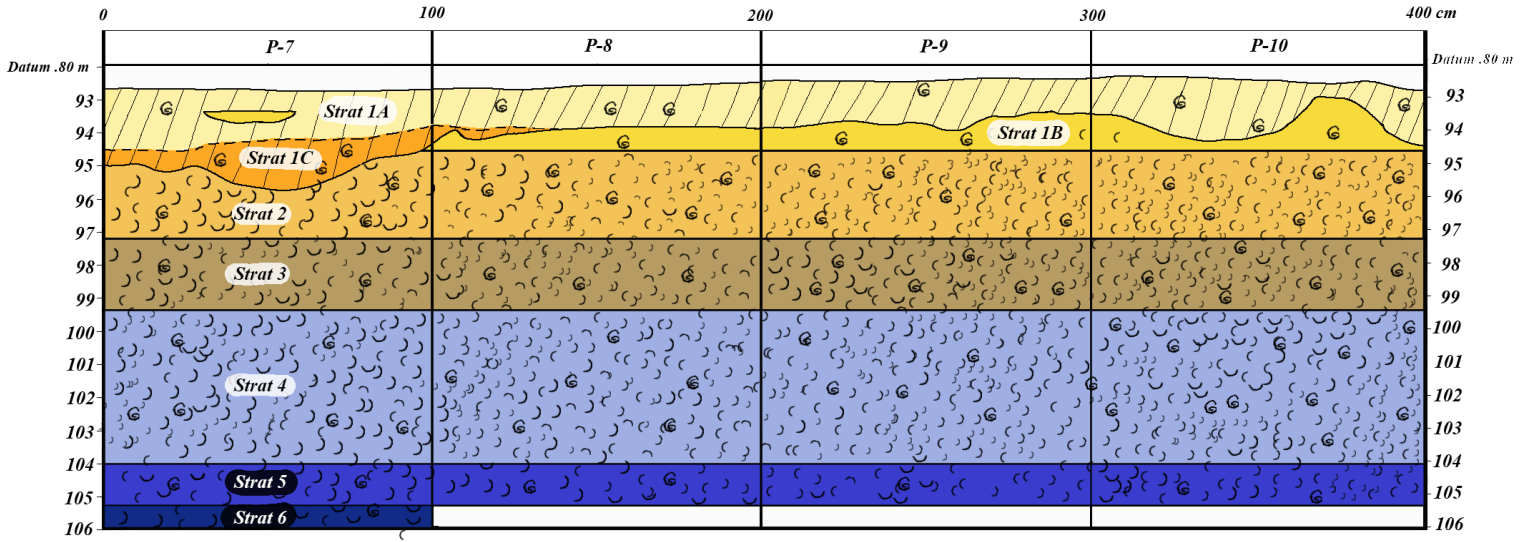 0 100 200 300 400 cm
P-7 P-8 P-9 P-10
Datum .80 m Datum .80 m
93 Strat 1A 93
94 Strat 1B 94
95 Strat 1C 95
96 Strat 2 96
97 97
98 Strat 3 98
99 99
100 100
101 101
102 Strat 4 102
103 103
104 104
105 Strat 5 105
106 Strat 6 106